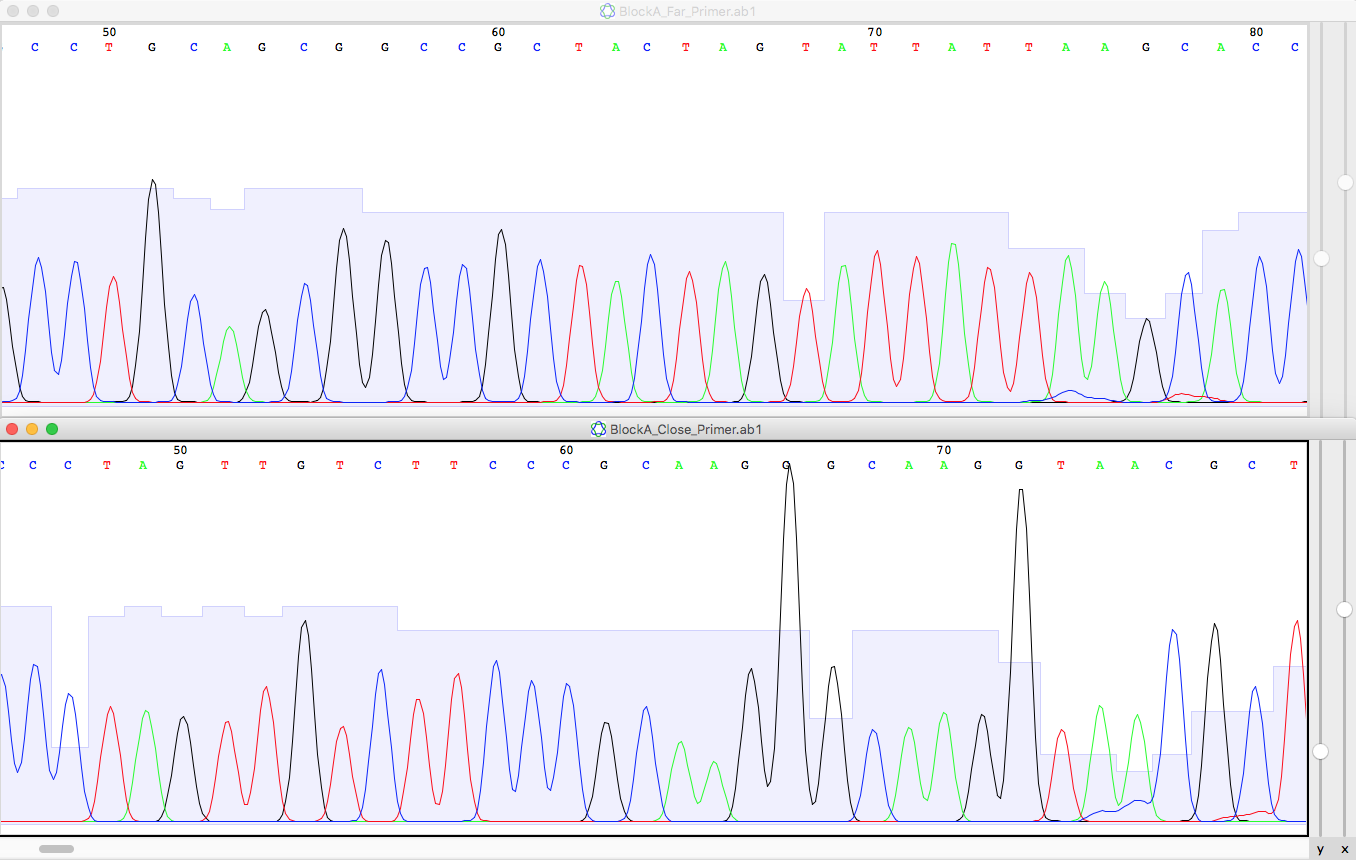 BlockA_Far_Primer.ab1
50 60 70 80
C C T G C A G C G G C C G C T A C T A G T A T T A T T A A G C A C C
BlockA_Close_Primer.ab1
50 60 70
C C C T A G T T G T C T T C C C G C A A G G G C A A G G T A A C G C T
y x